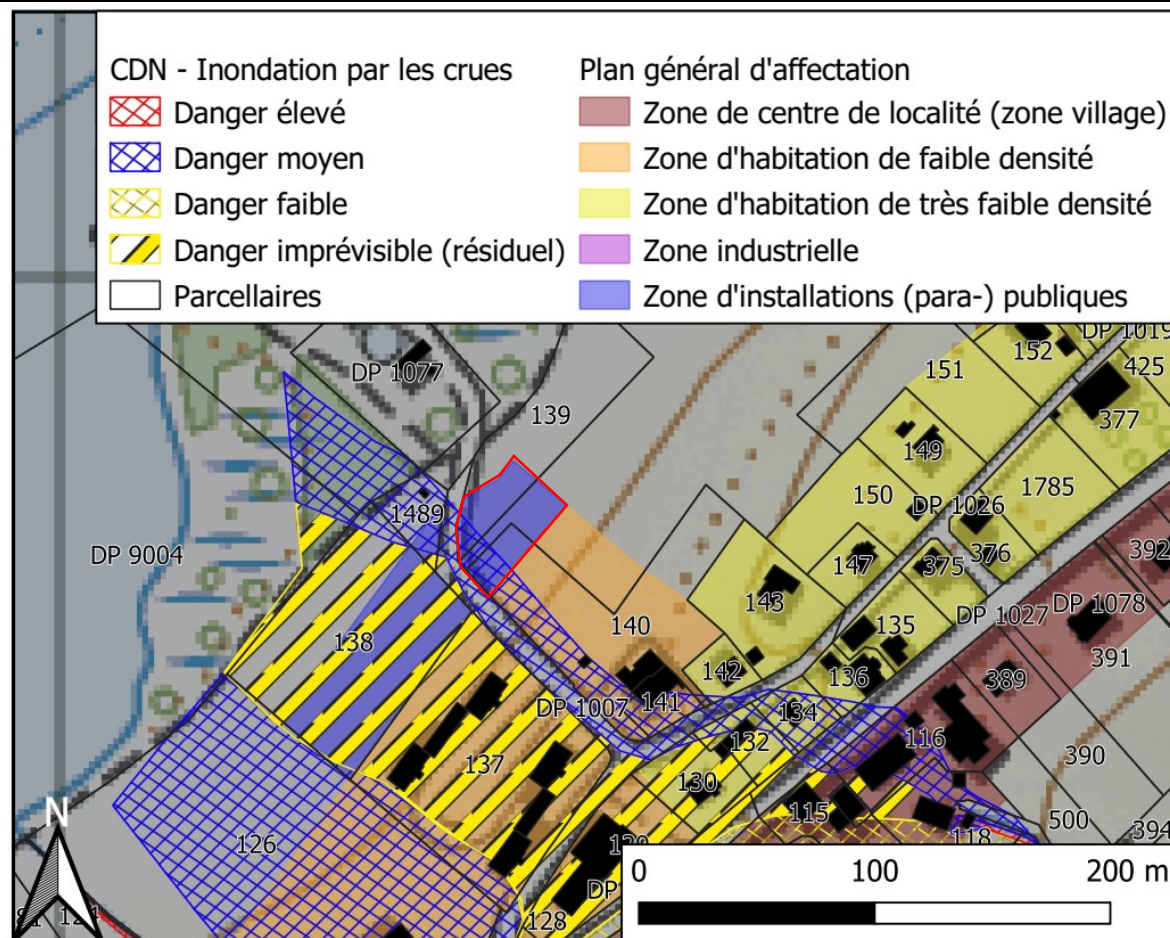 CDN - Inondation par les crues
Danger élevé
Danger moyen
Danger faible
Danger imprévisible (résiduel)
Parcellaires
Plan général d'affectation
Zone de centre de localité (zone village)
Zone d'habitation de faible densité
Zone d'habitation de très faible densité
Zone industrielle
Zone d'installations (para-) publiques
DP 1019
152
425
151
DP 1077
377
139
149
1785
150
DP 1026
1489
392
DP 9004
147
375
376
143
DP 1027
DP 1078
140
135
138
391
142
136
389
141
DP 1007
134
132
116
137
390
130
115
500
126
118
394
N
128
0
100
200 m